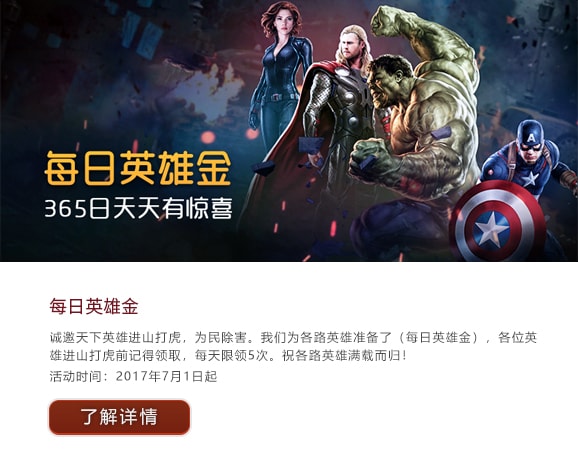 每日英雄金
365日天天有惊喜
A
每日英雄金
诚邀天下英雄进山打虎，为民除害。我们为各路英雄准备了（每日英雄金），各位英
雄进山打虎前记得领取，每天限领5次。祝各路英雄满载而归！
活动时间：2017年7月1日起
了解详情